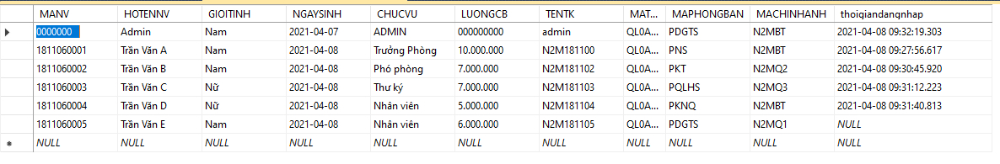 MANV HOTENNV GIOITINH NGAYSINH CHUCVU LUONGCB TENTK MAT... MAPHONGBAN MACHINHANH thoigiandangnhap
0000000 Admin Nam 2021-04-07 ADMIN 000000000 admin QL0A... PDGTS N2MBT 2021-04-08 09:32:19.303
1811060001 Trần Văn A Nam 2021-04-08 Trưởng Phòng 10.000.000 N2M181100 QL0A... PNS N2MBT 2021-04-08 09:27:56.617
1811060002 Trần Văn B Nam 2021-04-08 Phó phòng 7.000.000 N2M181102 QL0A... PKT N2MQ2 2021-04-08 09:30:45.920
1811060003 Trần Văn C Nữ 2021-04-08 Thư ký 7.000.000 N2M181103 QL0A... PQLHS N2MQ3 2021-04-08 09:31:12.223
1811060004 Trần Văn D Nữ 2021-04-08 Nhân viên 5.000.000 N2M181104 QL0A... PKNQ N2MBT 2021-04-08 09:31:40.813
1811060005 Trần Văn E Nam 2021-04-08 Nhân viên 6.000.000 N2M181105 QL0A... PDGTS N2MQ1 NULL
NULL NULL NULL NULL NULL NULL NULL NULL NULL NULL NULL